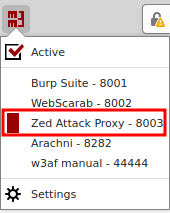 Active
Burp Suite - 8001
WebScarab - 8002
Zed Attack Proxy - 8003
Arachni - 8282
w3af manual - 44444
Settings